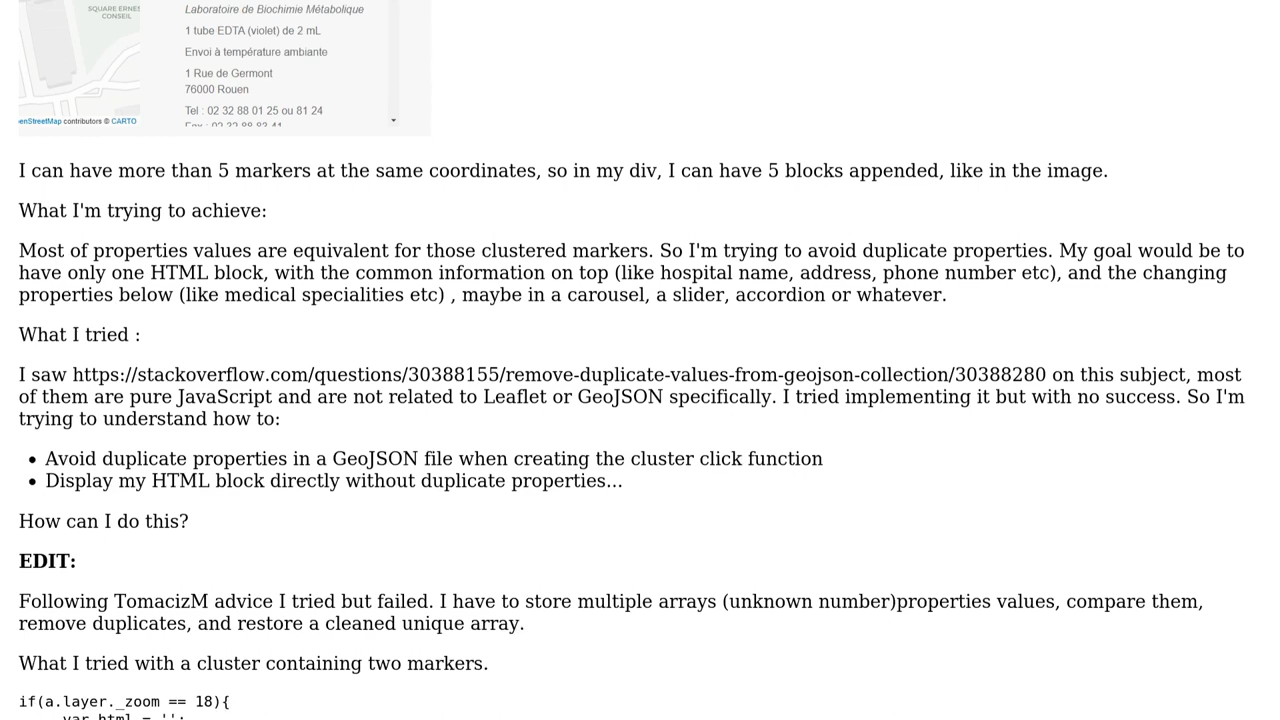 SQUARE ERNES
CONSEIL
Laboratoire de Biochimie Métabolique
1 tube EDTA (violet) de 2 mL
Envoi à température ambiante
1 Rue de Germont
76000 Rouen
Tel : 02 32 88 01 25 ou 81 24
enStreetMap contributors © CARTO
I can have more than 5 markers at the same coordinates, so in my div, I can have 5 blocks appended, like in the image.
What I'm trying to achieve:
Most of properties values are equivalent for those clustered markers. So I'm trying to avoid duplicate properties. My goal would be to
have only one HTML block, with the common information on top (like hospital name, address, phone number etc), and the changing
properties below (like medical specialities etc) , maybe in a carousel, a slider, accordion or whatever.
What I tried :
I saw https://stackoverflow.com/questions/30388155/remove-duplicate-values-from-geojson-collection/30388280 on this subject, most
of them are pure JavaScript and are not related to Leaflet or GeoJSON specifically. I tried implementing it but with no success. So I'm
trying to understand how to:
• Avoid duplicate properties in a GeoJSON file when creating the cluster click function
• Display my HTML block directly without duplicate properties...
How can I do this?
EDIT:
Following TomacizM advice I tried but failed. I have to store multiple arrays (unknown number)properties values, compare them,
remove duplicates, and restore a cleaned unique array.
What I tried with a cluster containing two markers.
if(a.layer._zoom == 18){
var html = '';